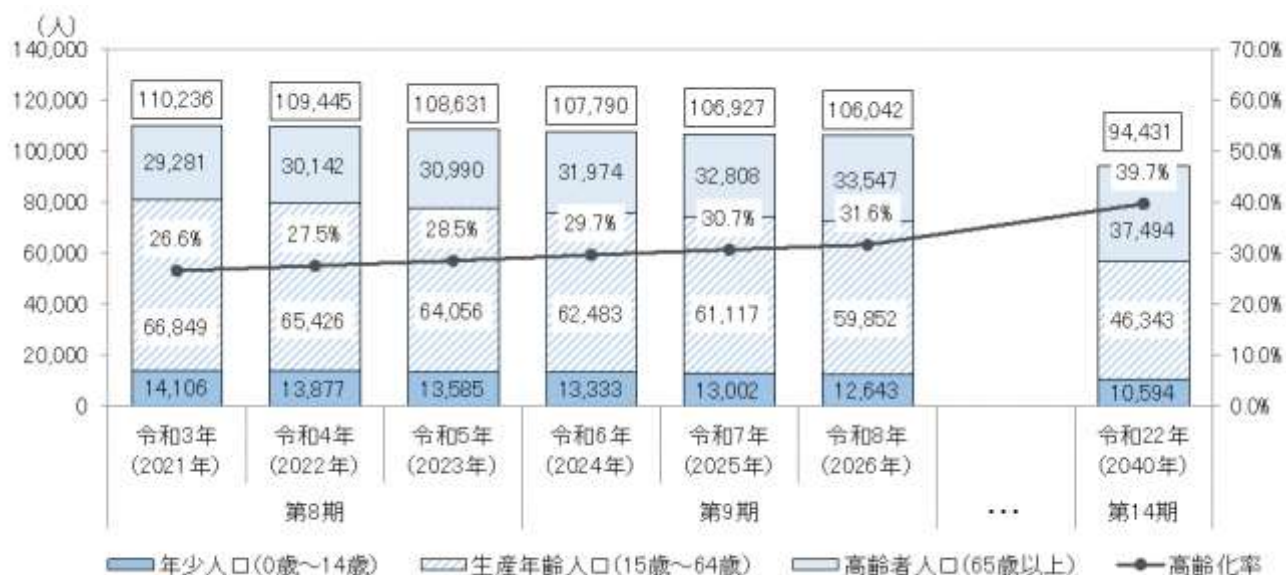 (人)
140,000
120,000
100,000
80,000
60,000
40,000
20,000
0
70.0%
60.0%
50.0%
40.0%
30.0%
20.0%
10.0%
0.0%
110,236 109,445 108,631 107,790 106,927 106,042 94,431
29,281 30,142 30,990 31,974 32,808 33,547 37,494
26.6% 27.5% 28.5% 29.7% 30.7% 31.6% 39.7%
66,849 65,426 64,056 62,483 61,117 59,852 46,343
14,106 13,877 13,585 13,333 13,002 12,643 10,594
令和3年 令和4年 令和5年 令和6年 令和7年 令和8年 令和22年
(2021年) (2022年) (2023年) (2024年) (2025年) (2026年) (2040年)
第8期 第9期 ・・・ 第14期
年少人口(0歳～14歳) 生産年齢人口(15歳～64歳) 高齢者人口(65歳以上) 高齢化率